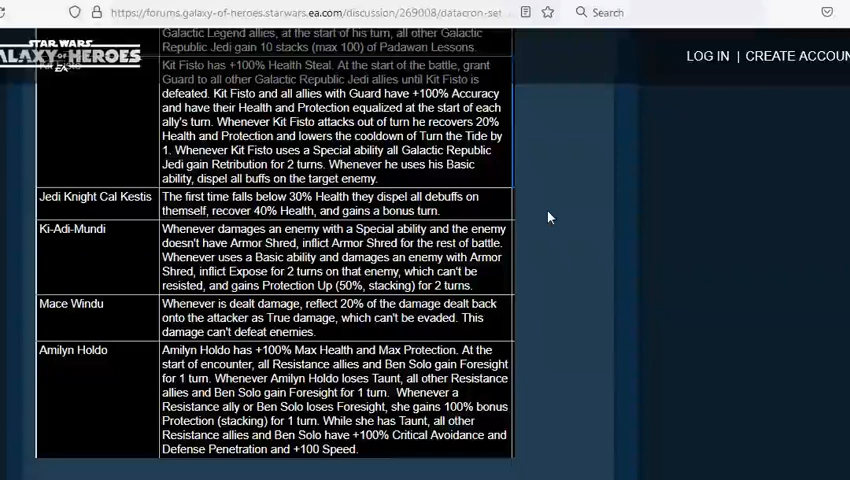 https://forums.galaxy-of-heroes.starwars.ea.com/discussion/269008/datacron-set-
Search
STAR WARS
GALAXY OF HEROES
EA
LOG IN | CREATE ACCOUN
Galactic Legend allies, at the start of his turn, all other Galactic
Republic Jedi gain 10 stacks (max 100) of Padawan Lessons.
Kit Fisto has +100% Health Steal. At the start of the battle, grant
Guard to all other Galactic Republic Jedi allies until Kit Fisto is
defeated. Kit Fisto and all allies with Guard have +100% Accuracy
and have their Health and Protection equalized at the start of each
ally's turn. Whenever Kit Fisto attacks out of turn he recovers 20%
Health and Protection and lowers the cooldown of Turn the Tide by
1. Whenever Kit Fisto uses a Special ability all Galactic Republic
Jedi gain Retribution for 2 turns. Whenever he uses his Basic
ability, dispel all buffs on the target enemy.
Jedi Knight Cal Kestis
The first time falls below 30% Health they dispel all debuffs on
themself, recover 40% Health, and gains a bonus turn.
Ki-Adi-Mundi
Whenever damages an enemy with a Special ability and the enemy
doesn't have Armor Shred, inflict Armor Shred for the rest of battle.
Whenever uses a Basic ability and damages an enemy with Armor
Shred, inflict Expose for 2 turns on that enemy, which can't be
resisted, and gains Protection Up (50%, stacking) for 2 turns.
Mace Windu
Whenever is dealt damage, reflect 20% of the damage dealt back
onto the attacker as True damage, which can't be evaded. This
damage can't defeat enemies.
Amilyn Holdo
Amilyn Holdo has +100% Max Health and Max Protection. At the
start of encounter, all Resistance allies and Ben Solo gain Foresight
for 1 turn. Whenever Amilyn Holdo loses Taunt, all other Resistance
allies and Ben Solo gain Foresight for 1 turn. Whenever a
Resistance ally or Ben Solo loses Foresight, she gains 100% bonus
Protection (stacking) for 1 turn. While she has Taunt, all other
Resistance allies and Ben Solo have +100% Critical Avoidance and
Defense Penetration and +100 Speed.